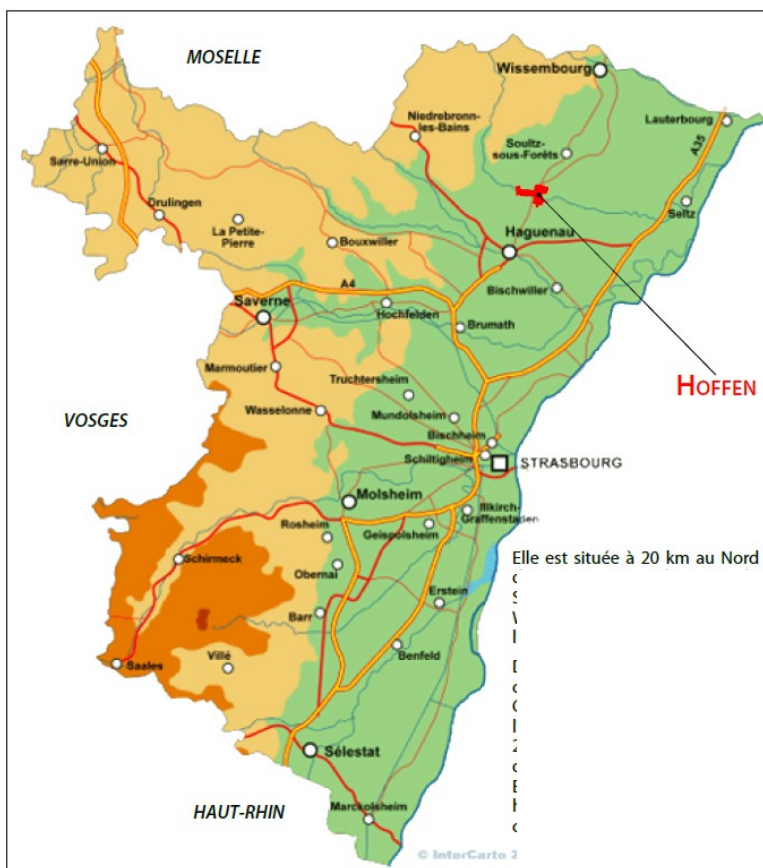 MOSELLE
Wissembourg
Niedrebronn-
les-Bains
Lauterbourg
A35
Soultz-
sous-Forêts
Sarre-Union
Drulingen
Seltz
La Petite-
Pierre
Bouxwiller
Haguenau
A4
Bischwiller
Saverne
Hochfelden
Brumath
Marmoutier
Truchtersheim
HOFFEN
VOSGES
Wasselonne
Mundolsheim
Bischheim
Schiltigheim
STRASBOURG
Molsheim
Illkirch-
Graffenstaden
Rosheim
Geispolsheim
Schirmeck
Obernai
Elle est située à 20 km au Nord
Erstein
Barr
Saales
Villé
Benfeld
Sélestat
HAUT-RHIN
Marckolsheim
© InterCarto 2